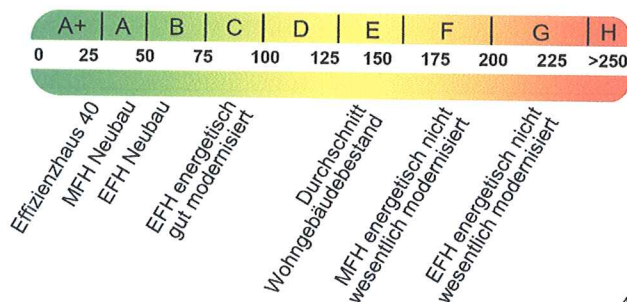 A+ A B C D E F G H
0 25 50 75 100 125 150 175 200 225 >250
Effizienzhaus 40
MFH Neubau
EFH Neubau
EFH energetisch
gut modernisiert
Durchschnitt
Wohngebäudebestand
MFH energetisch nicht
wesentlich modernisiert
EFH energetisch nicht
wesentlich modernisiert